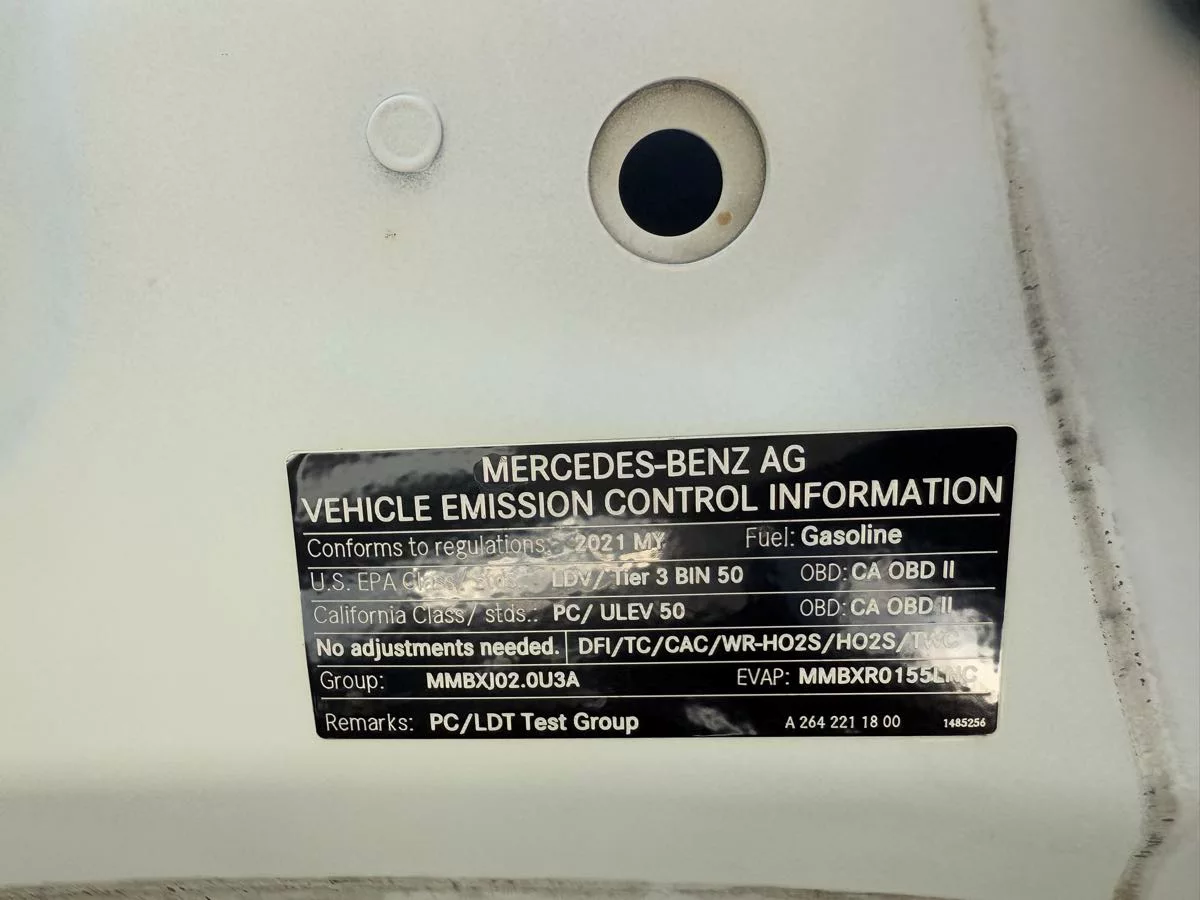 MERCEDES-BENZ AG
VEHICLE EMISSION CONTROL INFORMATION
Conforms to regulations: 2021 MY Fuel: Gasoline
U.S. EPA Class/ stds.: LDV/ Tier 3 BIN 50 OBD: CA OBD II
California Class/ stds.: PC/ ULEV 50 OBD: CA OBD II
No adjustments needed. DFI/TC/CAC/WR-HO2S/HO2S/TWC
Group: MMBXJ02.0U3A EVAP: MMBXR0155LNC
Remarks: PC/LDT Test Group A 264 221 18 00 1485256